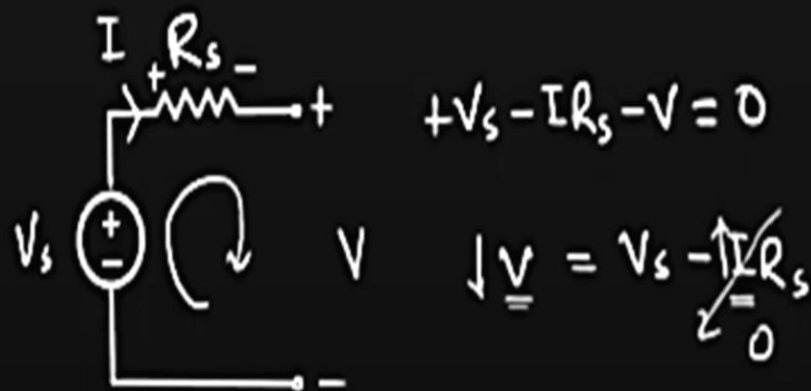 I + Rs -
+
+Vs - IRs - V = 0
+
-
Vs
V
↓V = Vs - ↑IRs
0
-